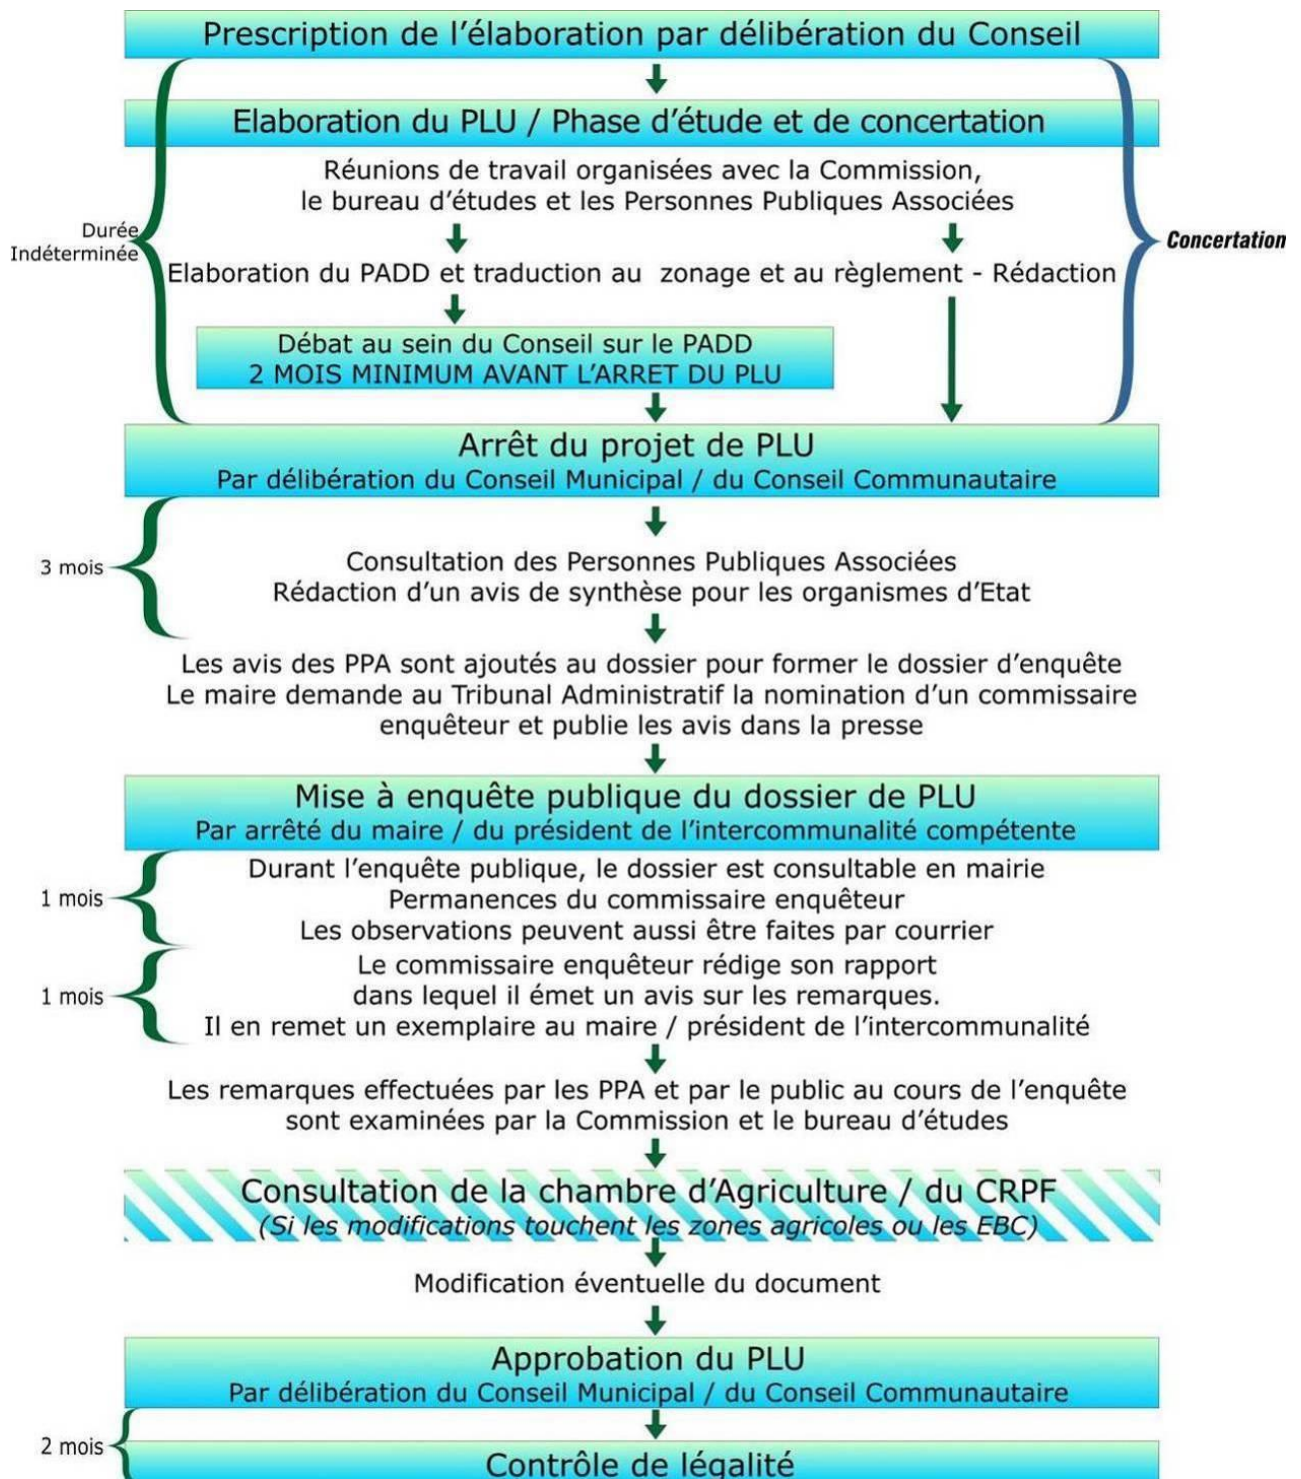 Prescription de l’élaboration par délibération du Conseil
Elaboration du PLU / Phase d’étude et de concertation
Réunions de travail organisées avec la Commission,
le bureau d’études et les Personnes Publiques Associées
Durée
Indéterminée
Concertation
Elaboration du PADD et traduction au zonage et au règlement - Rédaction
Débat au sein du Conseil sur le PADD
2 MOIS MINIMUM AVANT L’ARRET DU PLU
Arrêt du projet de PLU
Par délibération du Conseil Municipal / du Conseil Communautaire
3 mois
Consultation des Personnes Publiques Associées
Rédaction d’un avis de synthèse pour les organismes d’Etat
Les avis des PPA sont ajoutés au dossier pour former le dossier d’enquête
Le maire demande au Tribunal Administratif la nomination d’un commissaire
enquêteur et publie les avis dans la presse
Mise à enquête publique du dossier de PLU
Par arrêté du maire / du président de l’intercommunalité compétente
1 mois
Durant l’enquête publique, le dossier est consultable en mairie
Permanences du commissaire enquêteur
Les observations peuvent aussi être faites par courrier
1 mois
Le commissaire enquêteur rédige son rapport
dans lequel il émet un avis sur les remarques.
Il en remet un exemplaire au maire / président de l’intercommunalité
Les remarques effectuées par les PPA et par le public au cours de l’enquête
sont examinées par la Commission et le bureau d’études
Consultation de la chambre d’Agriculture / du CRPF
(Si les modifications touchent les zones agricoles ou les EBC)
Modification éventuelle du document
Approbation du PLU
Par délibération du Conseil Municipal / du Conseil Communautaire
2 mois
Contrôle de légalité